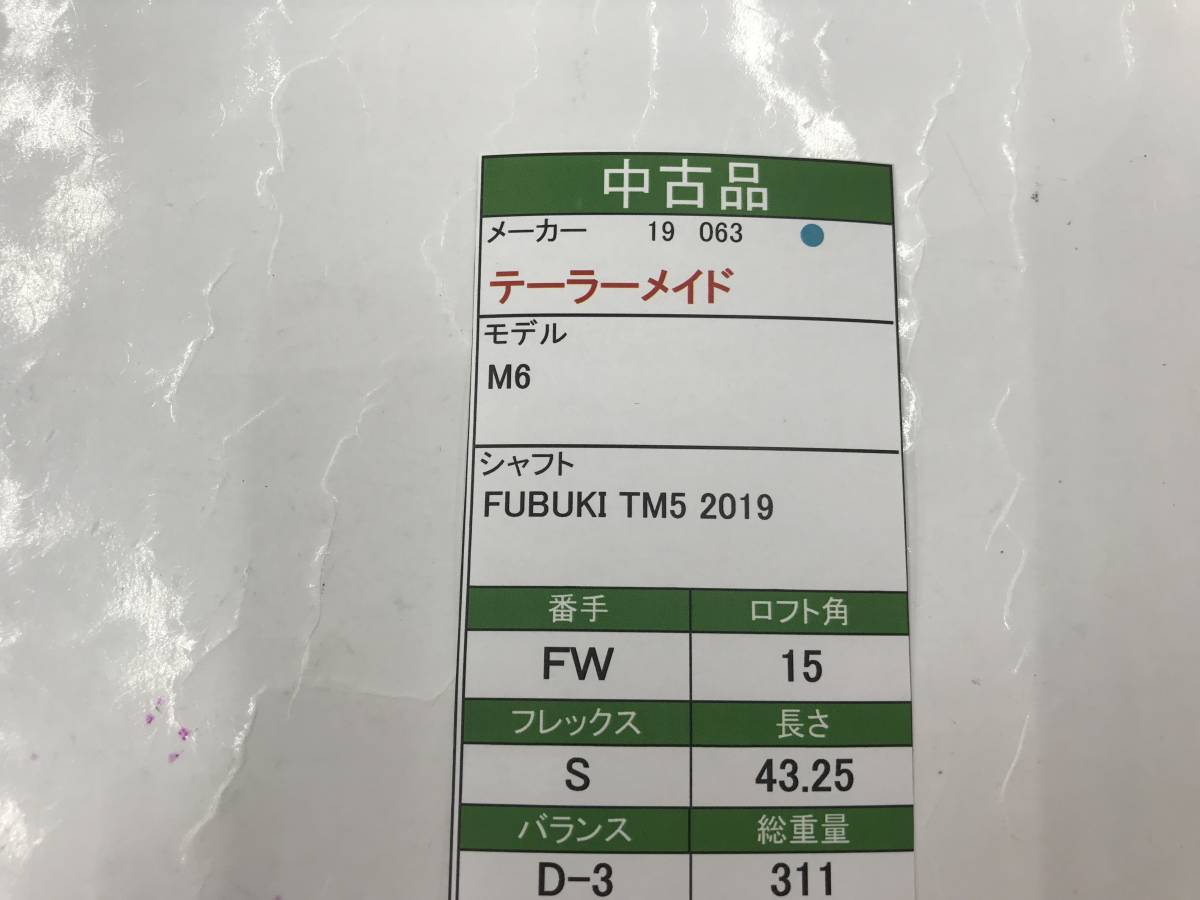 中古品
メーカー 19 063
テーラーメイド
モデル
M6
シャフト
FUBUKI TM5 2019
番手 ロフト角
FW 15
フレックス 長さ
S 43.25
バランス 総重量
D-3 311